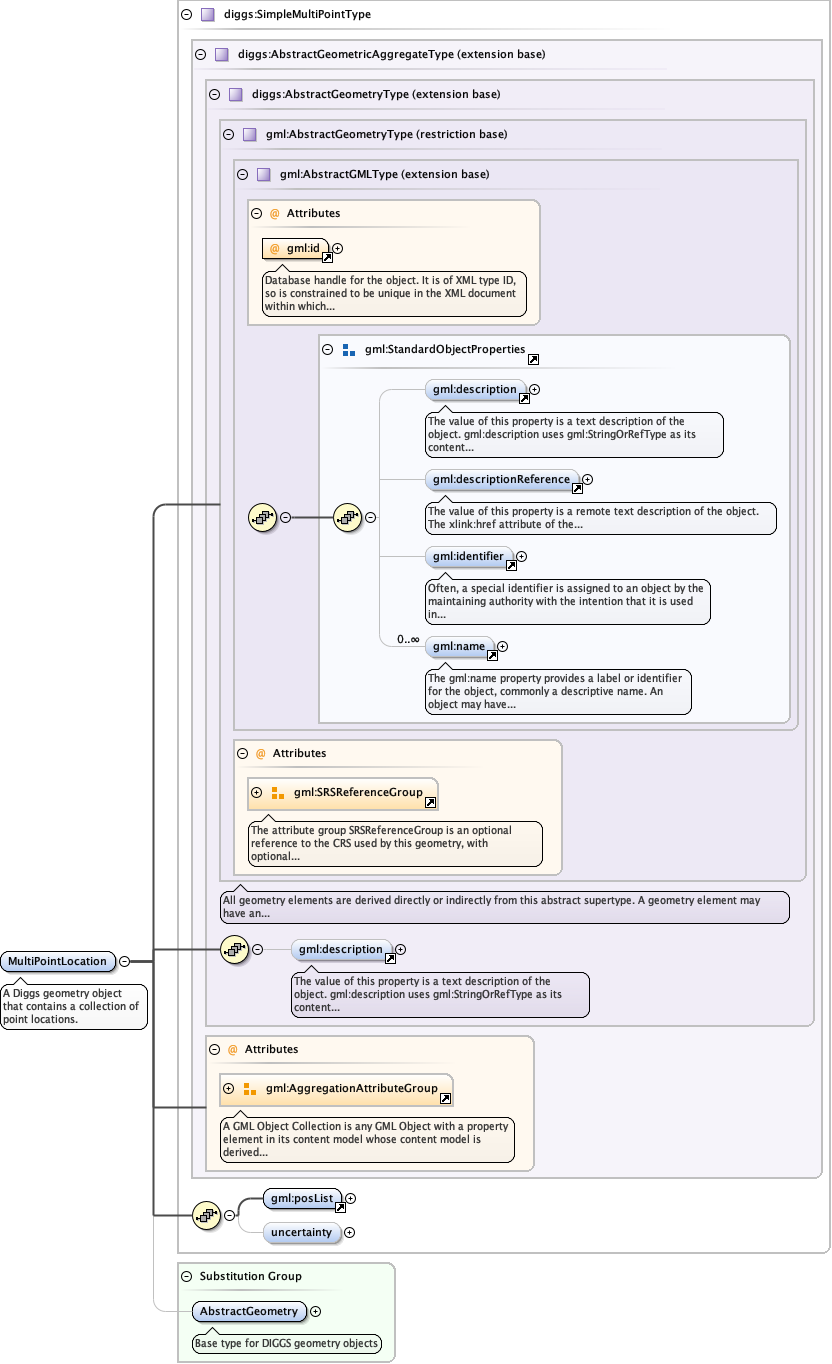 diggs:SimpleMultiPointType
diggs:AbstractGeometricAggregateType (extension base)
diggs:AbstractGeometryType (extension base)
gml:AbstractGeometryType (restriction base)
gml:AbstractGMLType (extension base)
@ Attributes
@ gml:id
Database handle for the object. It is of XML type ID,
so is constrained to be unique in the XML document
within which...
gml:StandardObjectProperties
gml:description
The value of this property is a text description of the
object. gml:description uses gml:StringOrRefType as its
content...
gml:descriptionReference
The value of this property is a remote text description of the object.
The xlink:href attribute of the...
gml:identifier
Often, a special identifier is assigned to an object by the
maintaining authority with the intention that it is used
in...
0..∞
gml:name
The gml:name property provides a label or identifier
for the object, commonly a descriptive name. An
object may have...
@ Attributes
gml:SRSReferenceGroup
The attribute group SRSReferenceGroup is an optional
reference to the CRS used by this geometry, with
optional...
All geometry elements are derived directly or indirectly from this abstract supertype. A geometry element may
have an...
gml:description
The value of this property is a text description of the
object. gml:description uses gml:StringOrRefType as its
content...
MultiPointLocation
A Diggs geometry object
that contains a collection of
point locations.
@ Attributes
gml:AggregationAttributeGroup
A GML Object Collection is any GML Object with a property
element in its content model whose content model is
derived...
gml:posList
uncertainty
Substitution Group
AbstractGeometry
Base type for DIGGS geometry objects